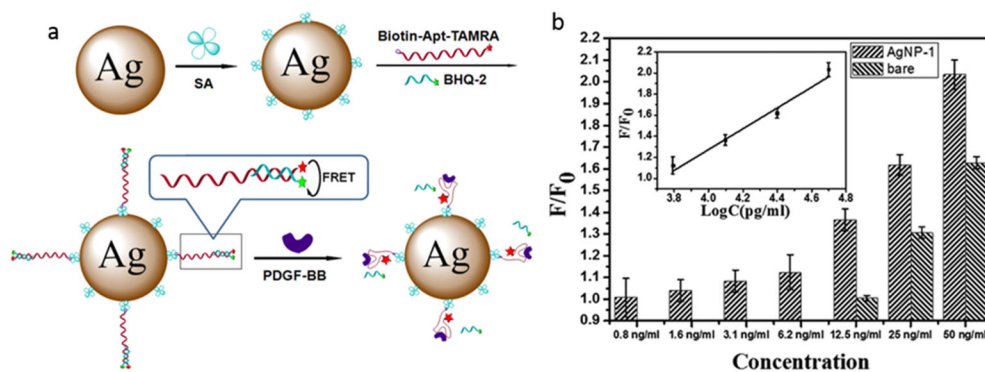 a
Ag
SA
Ag
Biotin-Apt-TAMRA
BHQ-2
Ag
FRET
PDGF-BB
Ag
b
F/F0
2.2
2.1
2.0
1.9
1.8
1.7
1.6
1.5
1.4
1.3
1.2
1.1
1.0
0.9
AgNP-1
bare
F/F0
2.2
2.0
1.8
1.6
1.4
1.2
1.0
3.8 4.0 4.2 4.4 4.6 4.8
LogC(pg/ml)
0.8 ng/ml 1.6 ng/ml 3.1 ng/ml 6.2 ng/ml 12.5 ng/ml 25 ng/ml 50 ng/ml
Concentration